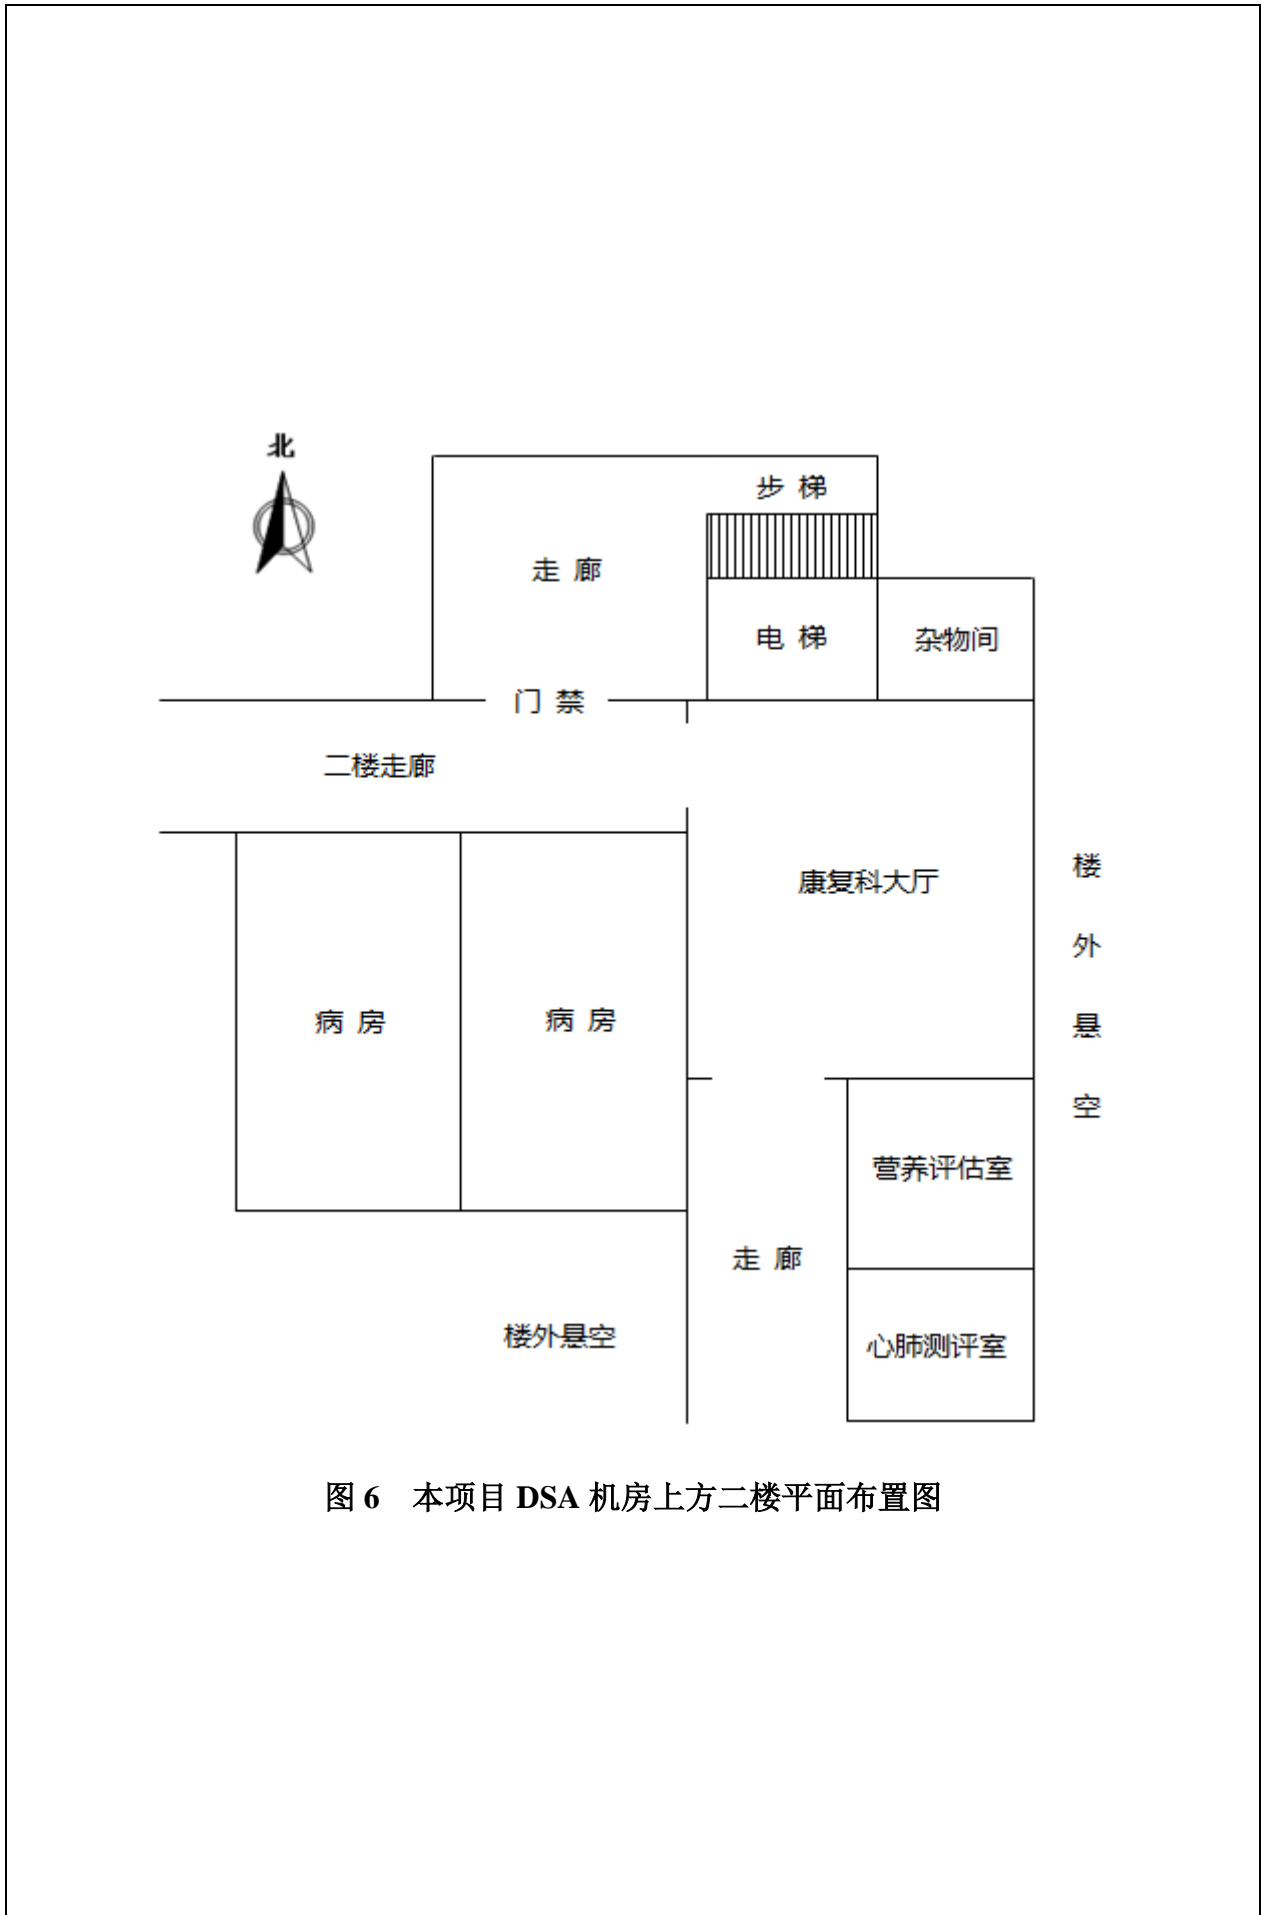 北
步 梯
走 廊
电 梯
杂物间
门 禁
二楼走廊
康复科大厅
楼
外
悬
空
病 房
病 房
营养评估室
走 廊
楼外悬空
心肺测评室
图 6 本项目 DSA 机房上方二楼平面布置图